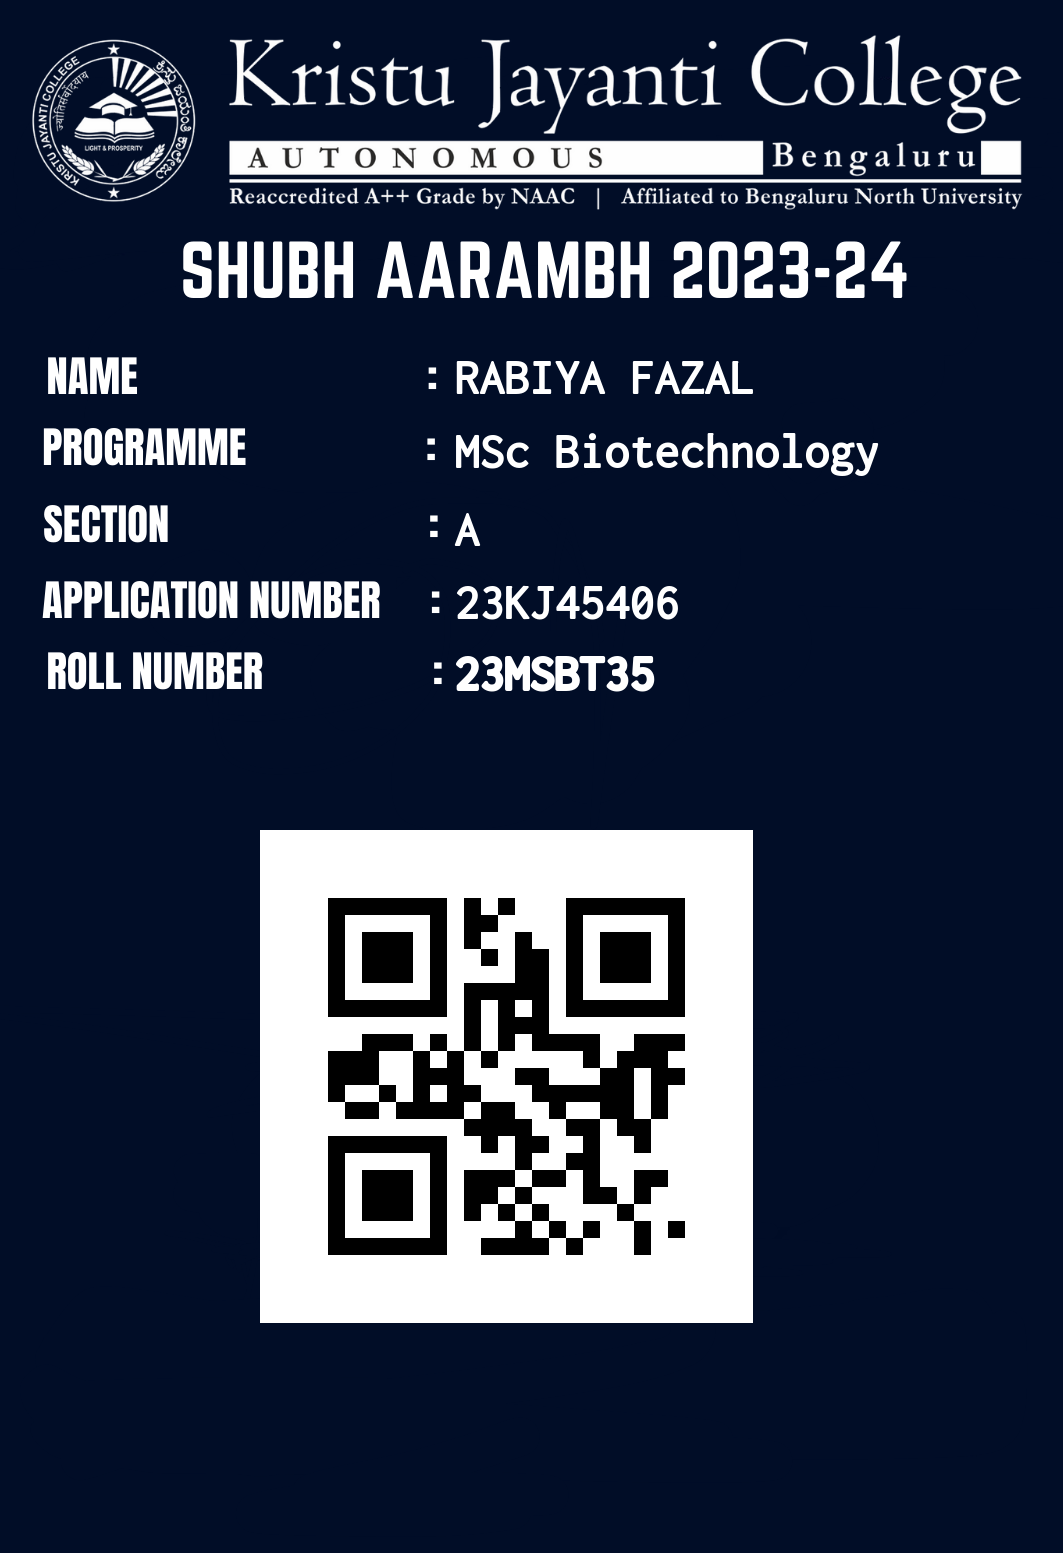 Kristu Jayanti College
AUTONOMOUS Bengaluru
Reaccredited A++ Grade by NAAC | Affiliated to Bengaluru North University
KRISTU JAYANTI COLLEGE
LIGHT & PROSPERITY
SHUBH AARAMBH 2023-24
NAME : RABIYA FAZAL
PROGRAMME : MSc Biotechnology
SECTION : A
APPLICATION NUMBER : 23KJ45406
ROLL NUMBER : 23MSBT35